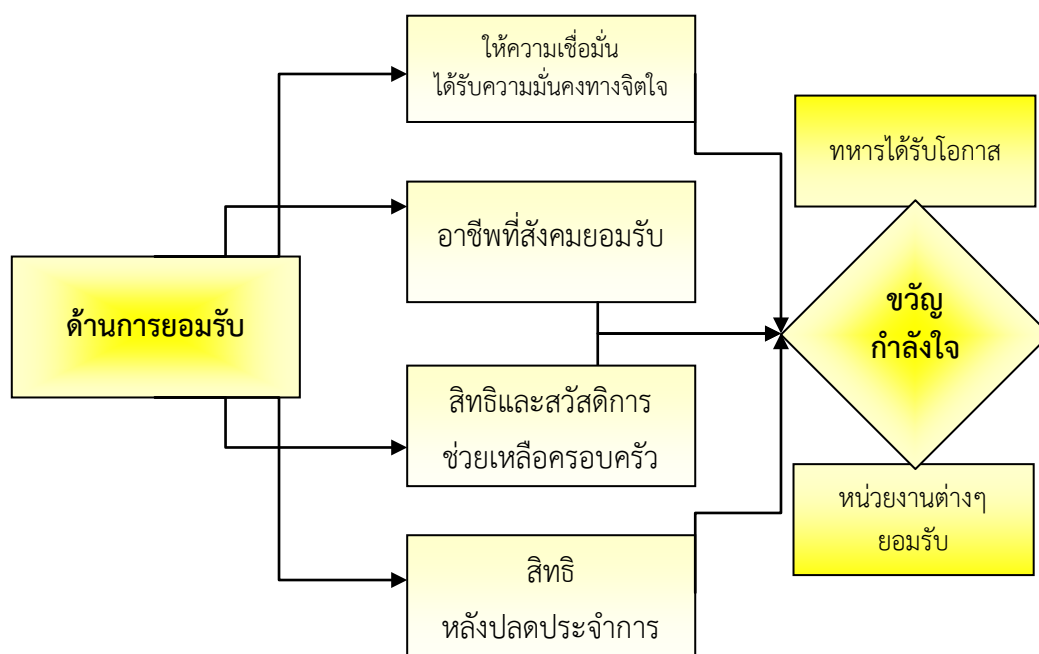 ให้ความเชื่อมั่น
ได้รับความมั่นคงทางจิตใจ
ทหารได้รับโอกาส
อาชีพที่สังคมยอมรับ
ด้านการยอมรับ
ขวัญ
กำลังใจ
สิทธิและสวัสดิการ
ช่วยเหลือครอบครัว
หน่วยงานต่างๆ
ยอมรับ
สิทธิ
หลังปลดประจำการ